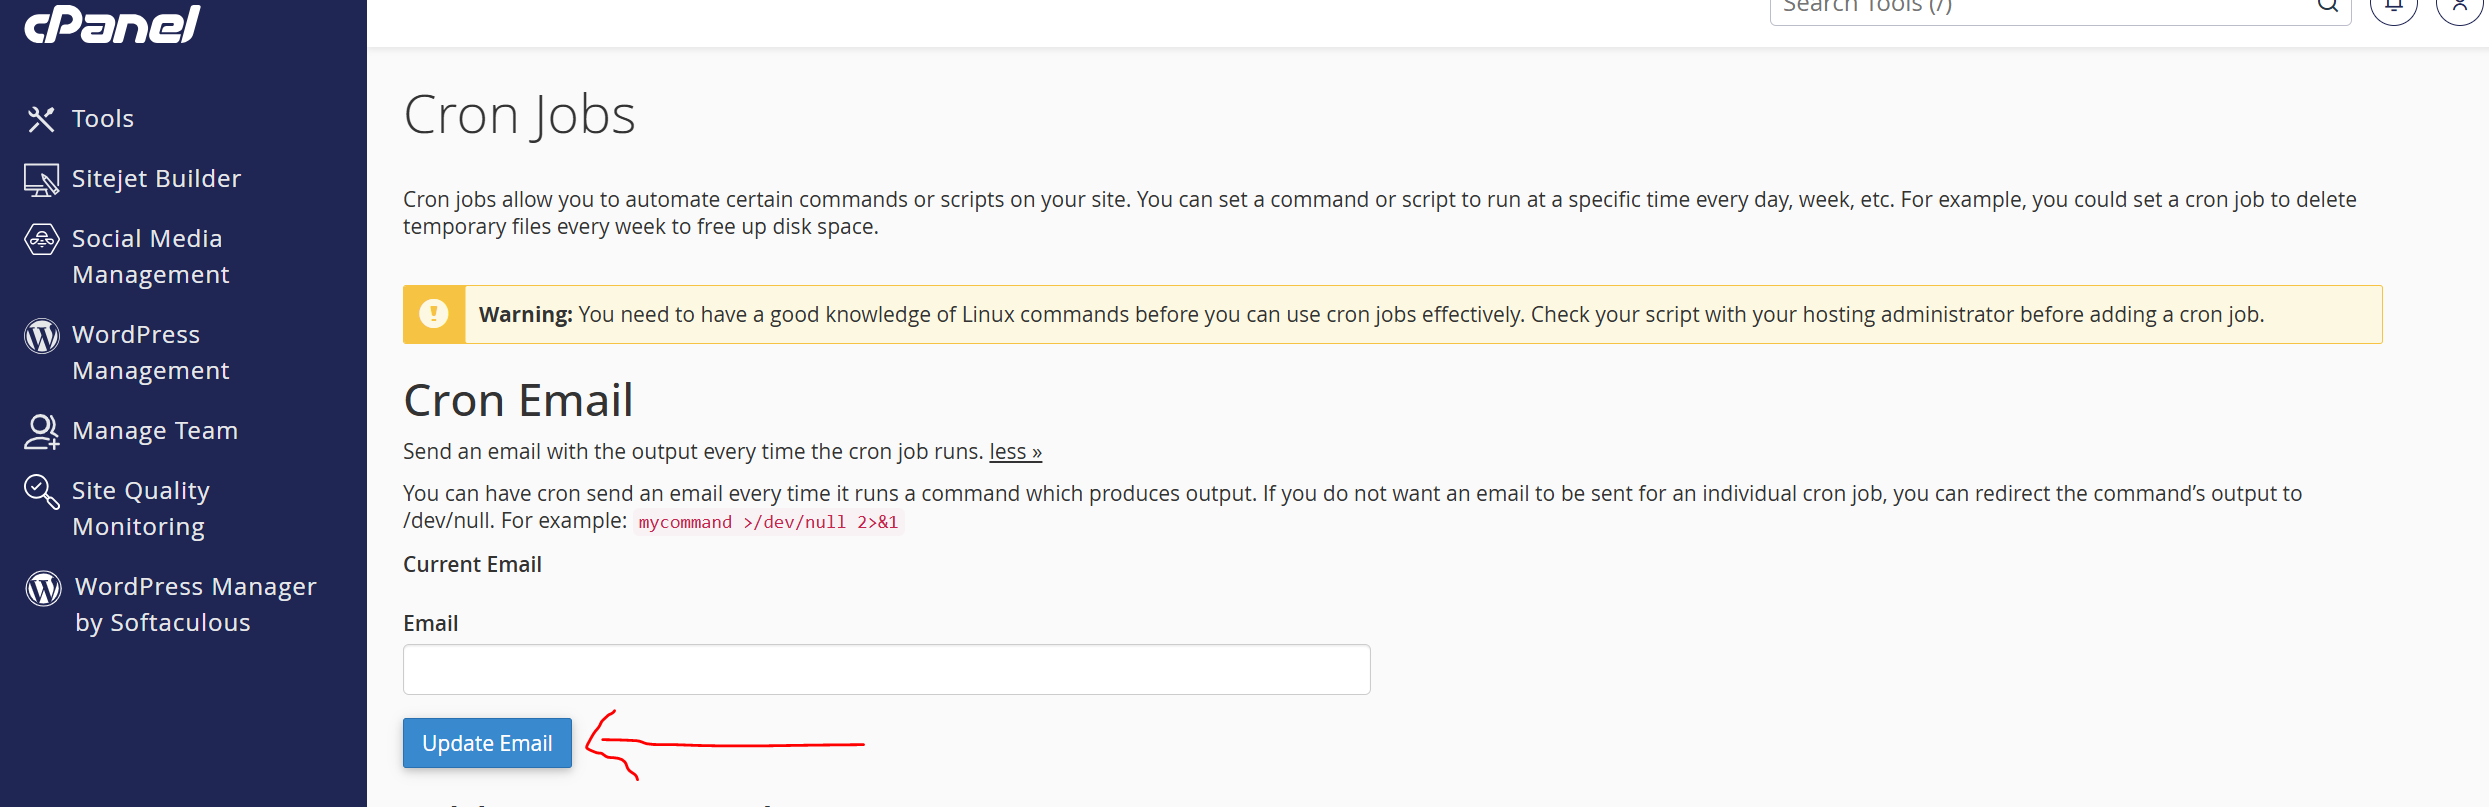 cPanel
Search Tools (/)
Tools
Sitejet Builder
Social Media
Management
WordPress
Management
Manage Team
Site Quality
Monitoring
WordPress Manager
by Softaculous
Cron Jobs
Cron jobs allow you to automate certain commands or scripts on your site. You can set a command or script to run at a specific time every day, week, etc. For example, you could set a cron job to delete
temporary files every week to free up disk space.
Warning: You need to have a good knowledge of Linux commands before you can use cron jobs effectively. Check your script with your hosting administrator before adding a cron job.
Cron Email
Send an email with the output every time the cron job runs. less »
You can have cron send an email every time it runs a command which produces output. If you do not want an email to be sent for an individual cron job, you can redirect the command’s output to
/dev/null. For example: mycommand >/dev/null 2>&1
Current Email
Email
Update Email